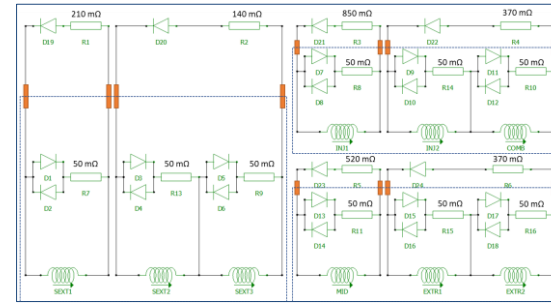 210 mΩ
140 mΩ
850 mΩ
370 mΩ
D19
R1
D20
R2
D21
R3
D22
R4
50 mΩ
50 mΩ
50 mΩ
D7
D9
D11
D8
R8
D10
R14
D12
R10
INJ1
INJ2
COMB
520 mΩ
370 mΩ
50 mΩ
50 mΩ
50 mΩ
D23
R5
D24
R6
D1
D3
D5
50 mΩ
50 mΩ
50 mΩ
D2
R7
D4
R13
D6
R9
D13
D15
D17
D14
R11
D16
R15
D18
R16
SEXT1
SEXT2
SEXT3
MID
EXTR1
EXTR2